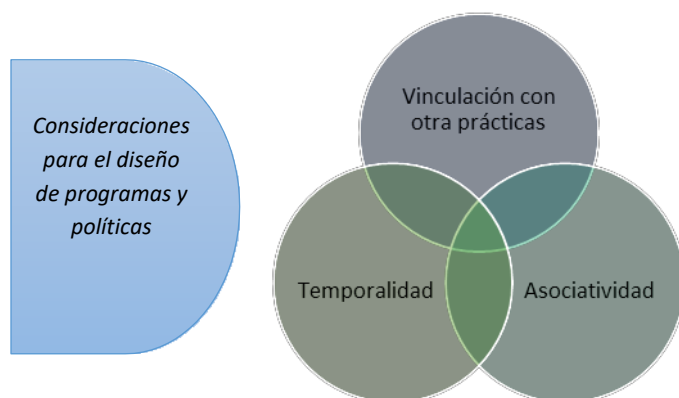 Consideraciones
para el diseño
de programas y
políticas
Vinculación con
otra prácticas
Temporalidad
Asociatividad